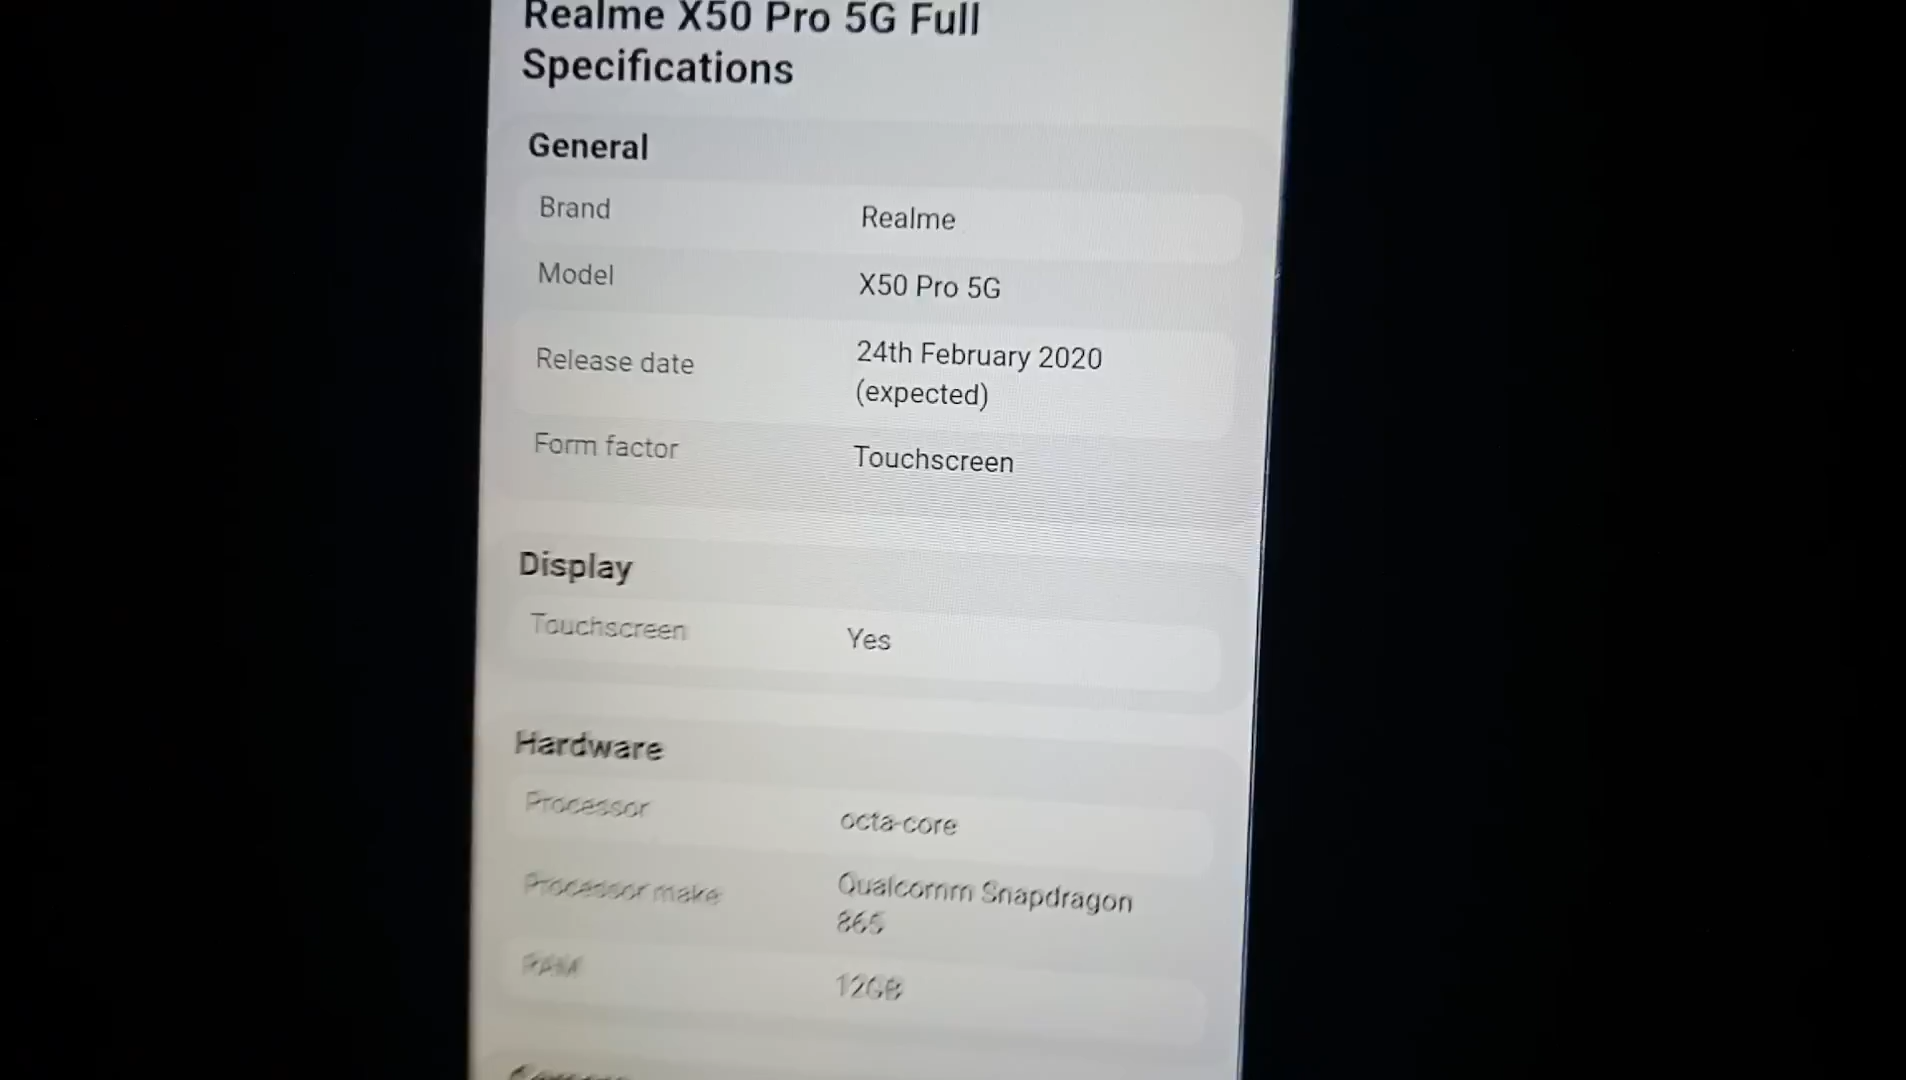 Realme X50 Pro 5G Full
Specifications
General
Brand Realme
Model X50 Pro 5G
Release date 24th February 2020
(expected)
Form factor Touchscreen
Display
Touchscreen Yes
Hardware
Processor octa-core
Processor make Qualcomm Snapdragon
865
RAM 12GB